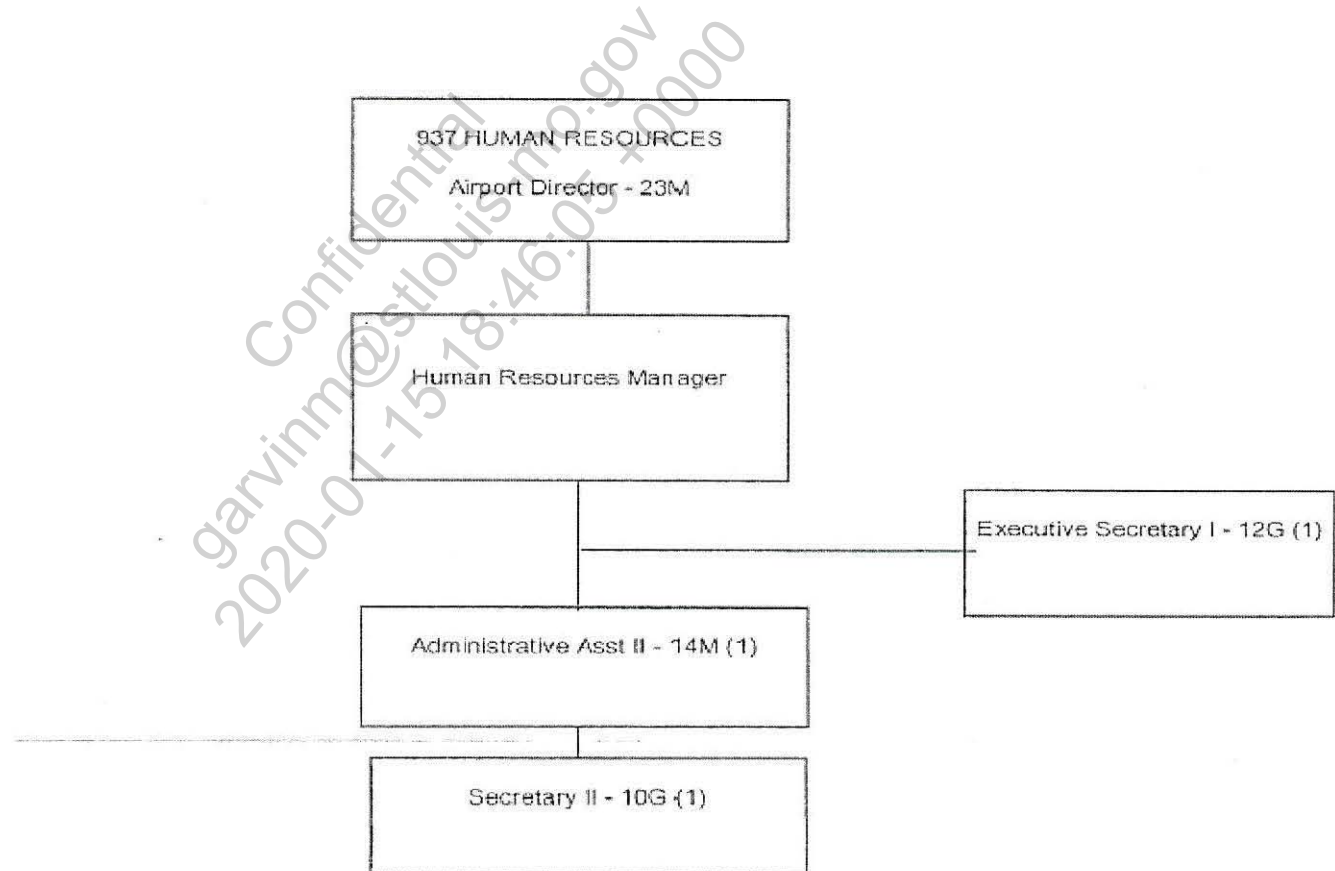 937 HUMAN RESOURCES
Airport Director - 23M
Human Resources Manager
Executive Secretary I - 12G (1)
Administrative Asst II - 14M (1)
Secretary II - 10G (1)
Confidential
garvinm@stlouis-mo.gov
2020-01-15 18:46:05 +0000